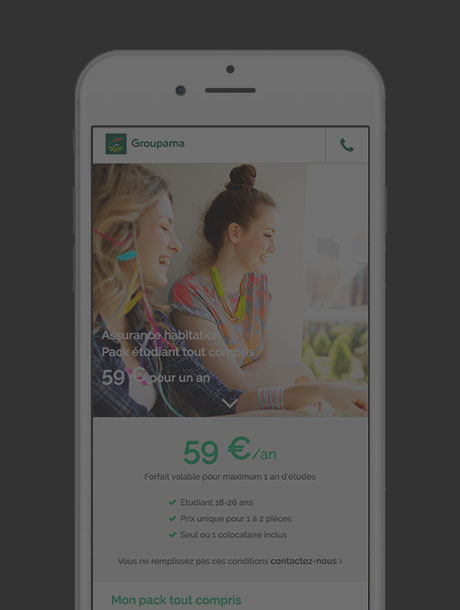 Groupama
Assurance habitation
Pack étudiant tout compris
59 € pour un an
59 €/an
Forfait valable pour maximum 1 an d'études
Etudiant 18-26 ans
Prix unique pour 1 à 2 pièces
Seul ou 1 colocataire inclus
Vous ne remplissez pas ces conditions contactez-nous >
Mon pack tout compris